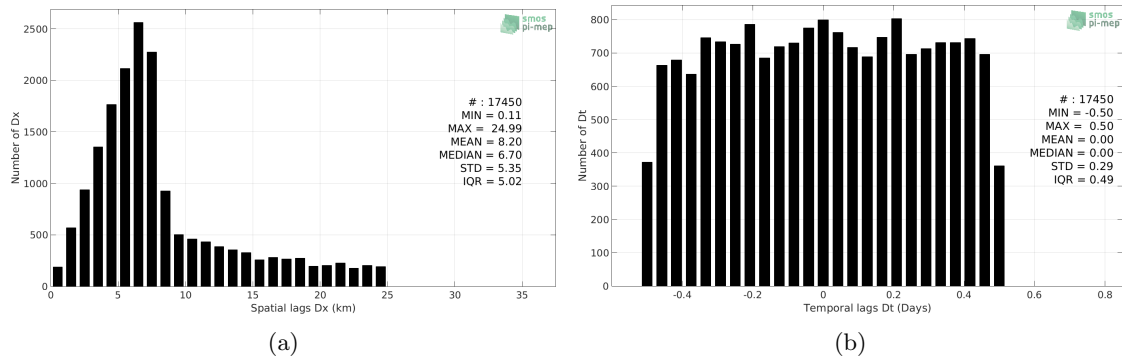 smos
pi-mep
Number of Dx
2500
2000
1500
1000
500
0
# : 17450
MIN = 0.11
MAX = 24.99
MEAN = 8.20
MEDIAN = 6.70
STD = 5.35
IQR = 5.02
0 5 10 15 20 25 30 35
Spatial lags Dx (km)
(a)
smos
pi-mep
Number of Dt
800
700
600
500
400
300
200
100
0
# : 17450
MIN = -0.50
MAX = 0.50
MEAN = 0.00
MEDIAN = 0.00
STD = 0.29
IQR = 0.49
-0.4 -0.2 0 0.2 0.4 0.6 0.8
Temporal lags Dt (Days)
(b)